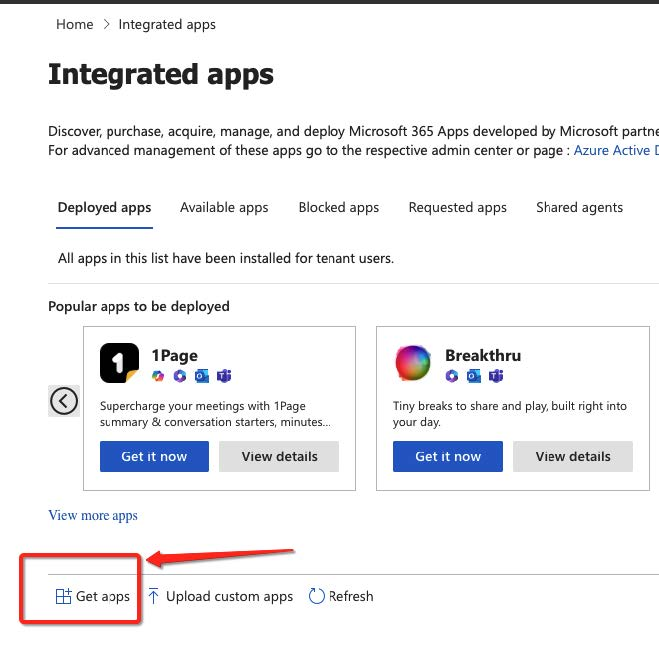 Home > Integrated apps
Integrated apps
Discover, purchase, acquire, manage, and deploy Microsoft 365 Apps developed by Microsoft partne
For advanced management of these apps go to the respective admin center or page : Azure Active D
Deployed apps Available apps Blocked apps Requested apps Shared agents
All apps in this list have been installed for tenant users.
Popular apps to be deployed
1Page
Supercharge your meetings with 1Page
summary & conversation starters, minutes...
Get it now View details
Breakthru
Tiny breaks to share and play, built right into
your day.
Get it now View details
View more apps
Get apps Upload custom apps Refresh